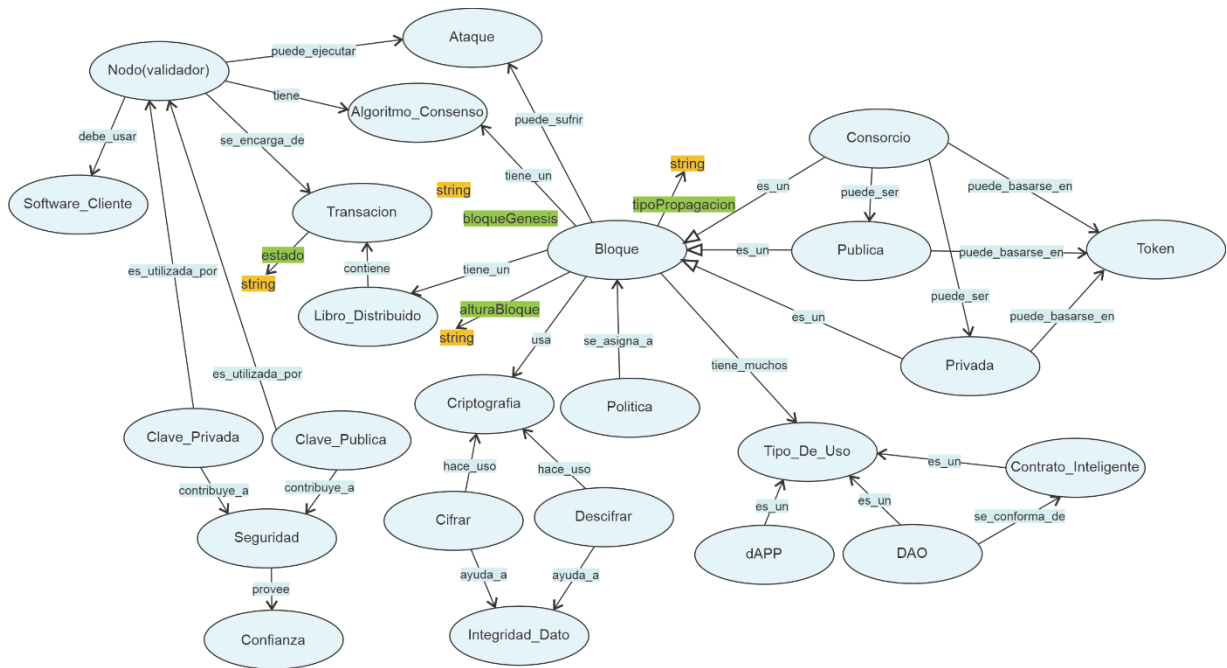 Ataque
puede_ejecutar
Nodo(validador)
tiene
Algoritmo_Consenso
puede_sufrir
Consorcio
debe_usar
se_encarga_de
string
es_un
puede_ser
puede_basarse_en
tiene_un
Software_Cliente
string
tipoPropagacion
Transacion
bloqueGenesis
Bloque
es_un
Publica
puede_basarse_en
Token
estado
es_utilizada_por
contiene
tiene_un
string
puede_ser
Libro_Distribuido
alturaBloque
string
es_un
puede_basarse_en
usa
se_asigna_a
tiene_muchos
Privada
es_utilizada_por
Criptografia
Politica
Clave_Privada
Clave_Publica
Tipo_De_Uso
es_un
Contrato_Inteligente
hace_uso
hace_uso
contribuye_a
contribuye_a
es_un
es_un
se_conforma_de
Cifrar
Descifrar
Seguridad
dAPP
DAO
ayuda_a
ayuda_a
provee
Confianza
Integridad_Dato